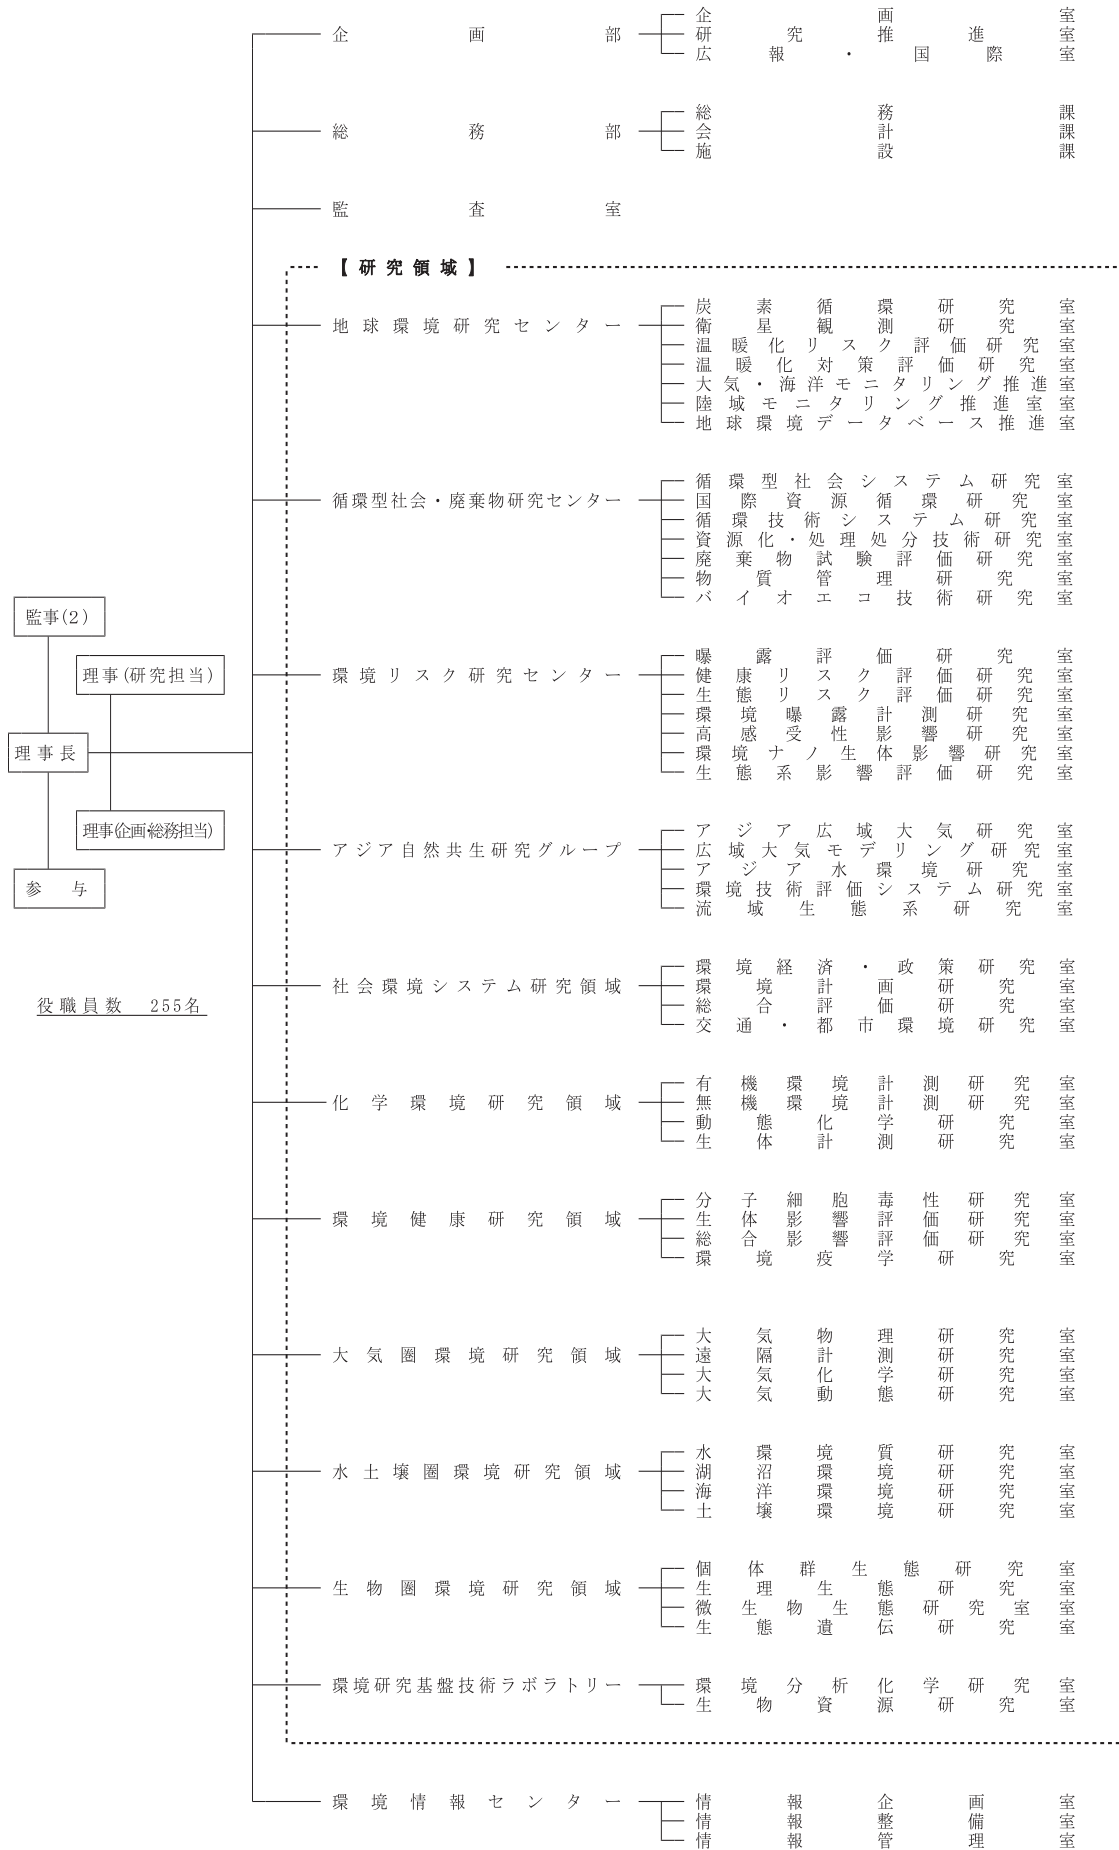 企画部
企画室
研究推進室
広報・国際室
総務部
総務課
会計課
施設課
監査室
【研究領域】
地球環境研究センター
炭素循環研究室
衛星観測研究室
温暖化リスク評価研究室
温暖化対策評価研究室
大気・海洋モニタリング推進室
陸域モニタリング推進室室
地球環境データベース推進室
循環型社会・廃棄物研究センター
循環型社会システム研究室
国際資源循環研究室
循環技術システム研究室
資源化・処理処分技術研究室
廃棄物試験評価研究室
物質管理研究室
バイオエコ技術研究室
監事(2)
理事(研究担当)
理事長
理事(企画・総務担当)
参与
役職員数 255名
環境リスク研究センター
曝露評価研究室
健康リスク評価研究室
生態リスク評価研究室
環境曝露計測研究室
高感受性影響研究室
環境ナノ生体影響研究室
生態系影響評価研究室
アジア自然共生研究グループ
アジア広域大気研究室
広域大気モデリング研究室
アジア水環境研究室
環境技術評価システム研究室
流域生態系研究室
社会環境システム研究領域
環境経済・政策研究室
環境計画研究室
総合評価研究室
交通・都市環境研究室
化学環境研究領域
有機環境計測研究室
無機環境計測研究室
動態化学研究室
生体計測研究室
環境健康研究領域
分子細胞毒性研究室
生体影響評価研究室
総合影響評価研究室
環境疫学研究室
大気圏環境研究領域
大気物理研究室
遠隔計測研究室
大気化学研究室
大気動態研究室
水土壌圏環境研究領域
水環境質研究室
湖沼環境研究室
海洋環境研究室
土壌環境研究室
生物圏環境研究領域
個体群生態研究室
生理生態研究室
微生物生態研究室室
生態遺伝研究室
環境研究基盤技術ラボラトリー
環境分析化学研究室
生物資源研究室
環境情報センター
情報企画室
情報整備室
情報管理室